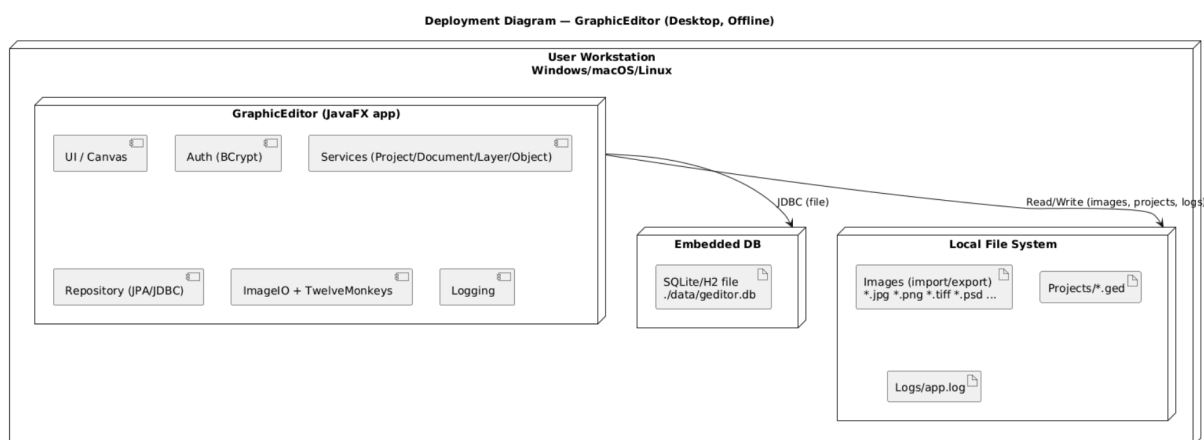 Deployment Diagram — GraphicEditor (Desktop, Offline)
User Workstation
Windows/macOS/Linux
GraphicEditor (JavaFX app)
UI / Canvas
Auth (BCrypt)
Services (Project/Document/Layer/Object)
Repository (JPA/JDBC)
ImageIO + TwelveMonkeys
Logging
JDBC (file)
Read/Write (images, projects, logs
Embedded DB
SQLite/H2 file
./data/geditor.db
Local File System
Images (import/export)
*.jpg *.png *.tiff *.psd ...
Projects/*.ged
Logs/app.log